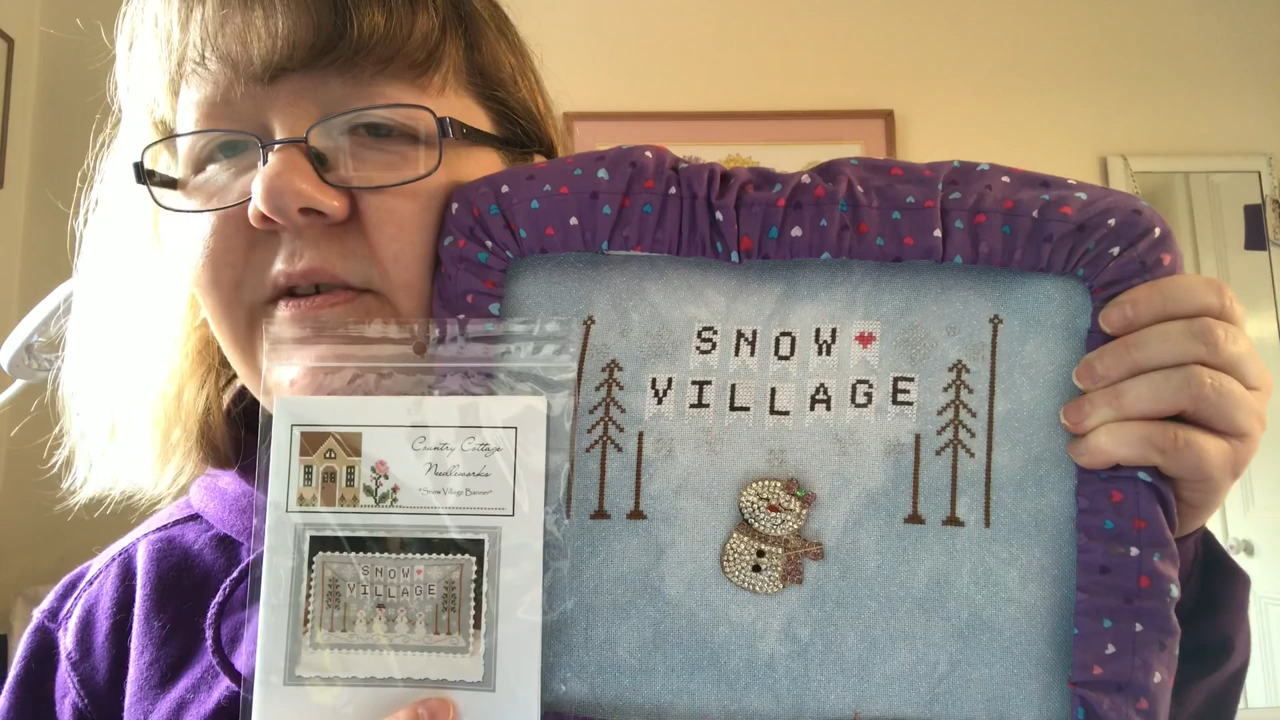 SNOW
VILLAGE
Country Cottage
Needleworks
"Snow Village Banner"
SNOW
VILLAGE